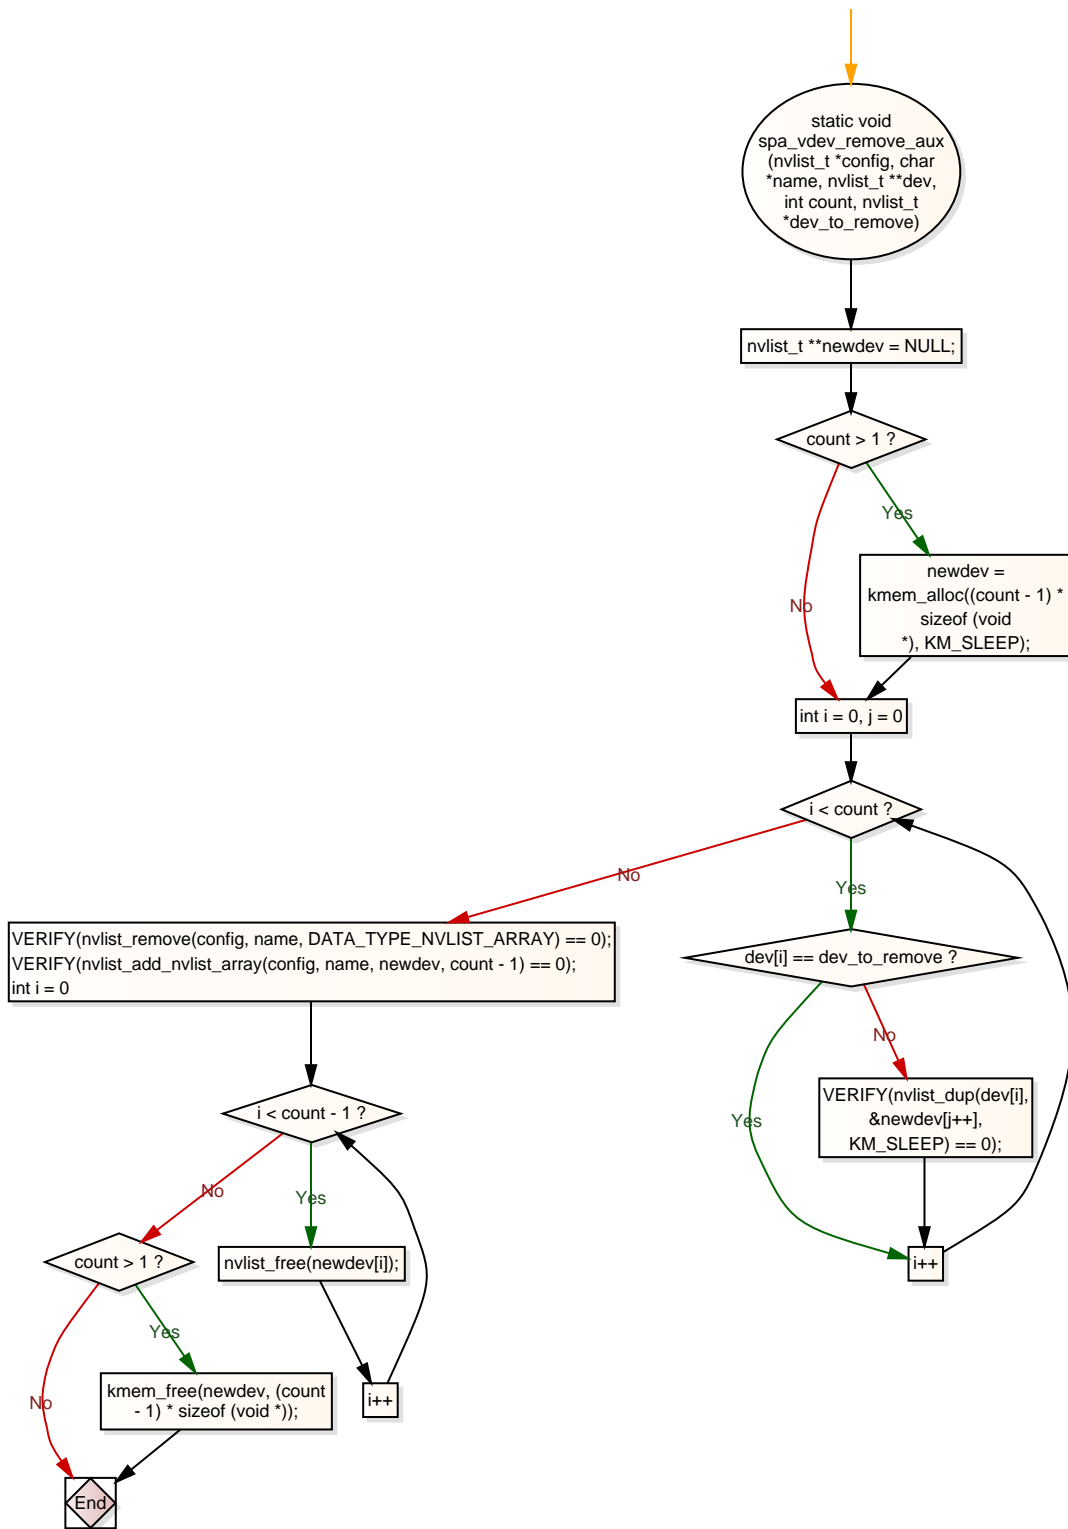 static void
spa_vdev_remove_aux
(nvlist_t *config, char
*name, nvlist_t **dev,
int count, nvlist_t
*dev_to_remove)
nvlist_t **newdev = NULL;
count > 1 ?
Yes
No
newdev =
kmem_alloc((count - 1) *
sizeof (void
*), KM_SLEEP);
int i = 0, j = 0
i < count ?
No
Yes
VERIFY(nvlist_remove(config, name, DATA_TYPE_NVLIST_ARRAY) == 0);
VERIFY(nvlist_add_nvlist_array(config, name, newdev, count - 1) == 0);
int i = 0
dev[i] == dev_to_remove ?
No
Yes
VERIFY(nvlist_dup(dev[i],
&newdev[j++],
KM_SLEEP) == 0);
i++
i < count - 1 ?
No
Yes
count > 1 ?
nvlist_free(newdev[i]);
Yes
No
kmem_free(newdev, (count
- 1) * sizeof (void *));
i++
End